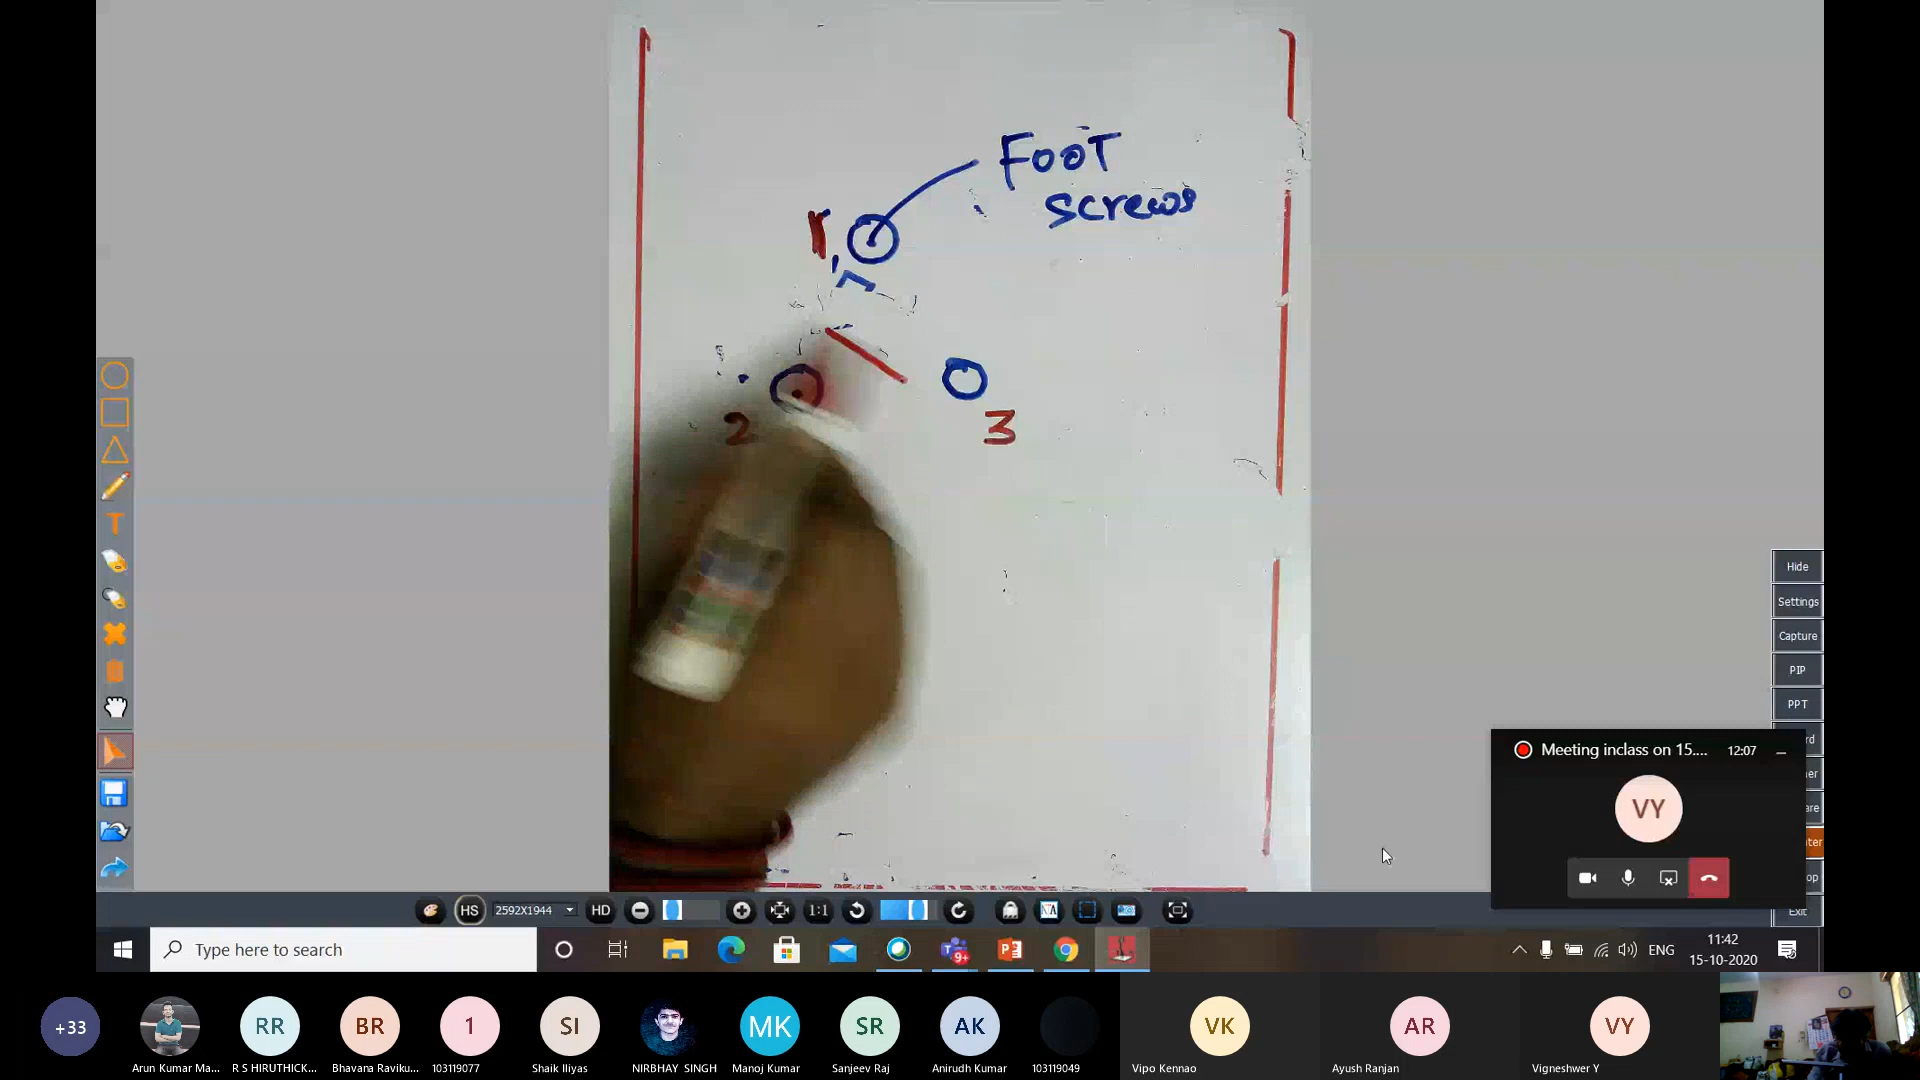 FOOT
screws
1
2
3
Hide
Settings
Capture
PIP
PPT
Exit
Meeting inclass on 15.... 12:07
VY
HS
2592X1944
HD
1:1
Type here to search
9+
ENG
11:42
15-10-2020
+33
RR
BR
1
SI
MK
SR
AK
VK
AR
VY
Arun Kumar Ma...
R S HIRUTHICK...
Bhavana Raviku...
103119077
Shaik Iliyas
NIRBHAY SINGH
Manoj Kumar
Sanjeev Raj
Anirudh Kumar
103119049
Vipo Kennao
Ayush Ranjan
Vigneshwer Y